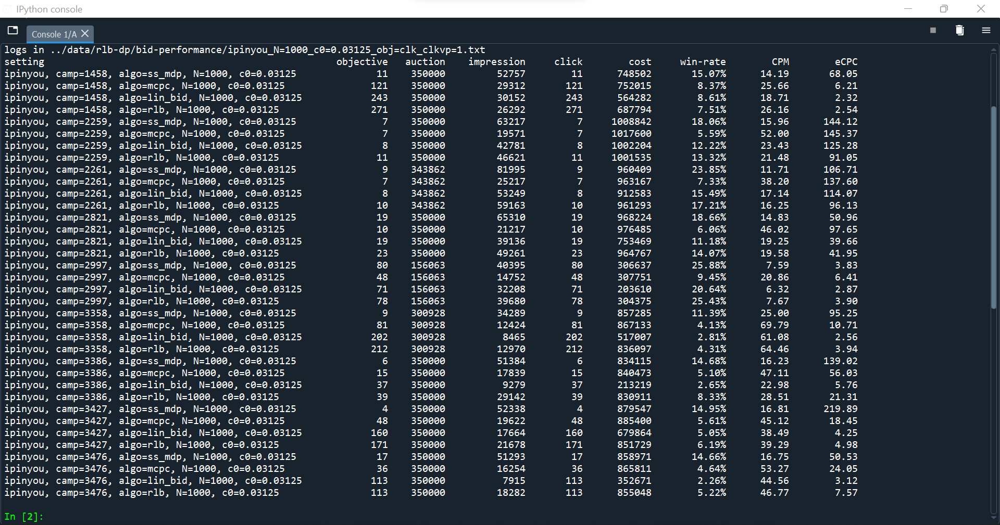 IPython console
Console 1/A
logs in ../data/rlb-dp/bid-performance/ipinyou_N=1000_c0=0.03125_obj=clk_clkvp=1.txt
setting objective auction impression click cost win-rate CPM eCPC
ipinyou, camp=1458, algo=ss_mdp, N=1000, c0=0.03125 11 350000 52757 11 748502 15.07% 14.19 68.05
ipinyou, camp=1458, algo=mcpc, N=1000, c0=0.03125 121 350000 29312 121 752015 8.37% 25.66 6.21
ipinyou, camp=1458, algo=lin_bid, N=1000, c0=0.03125 243 350000 30152 243 564282 8.61% 18.71 2.32
ipinyou, camp=1458, algo=rlb, N=1000, c0=0.03125 271 350000 26292 271 687794 7.51% 26.16 2.54
ipinyou, camp=2259, algo=ss_mdp, N=1000, c0=0.03125 7 350000 63217 7 1008842 18.06% 15.96 144.12
ipinyou, camp=2259, algo=mcpc, N=1000, c0=0.03125 7 350000 19571 7 1017600 5.59% 52.00 145.37
ipinyou, camp=2259, algo=lin_bid, N=1000, c0=0.03125 8 350000 42781 8 1002204 12.22% 23.43 125.28
ipinyou, camp=2259, algo=rlb, N=1000, c0=0.03125 11 350000 46621 11 1001535 13.32% 21.48 91.05
ipinyou, camp=2261, algo=ss_mdp, N=1000, c0=0.03125 9 343862 81995 9 960409 23.85% 11.71 106.71
ipinyou, camp=2261, algo=mcpc, N=1000, c0=0.03125 7 343862 25217 7 963167 7.33% 38.20 137.60
ipinyou, camp=2261, algo=lin_bid, N=1000, c0=0.03125 8 343862 53249 8 912583 15.49% 17.14 114.07
ipinyou, camp=2261, algo=rlb, N=1000, c0=0.03125 10 343862 59163 10 961293 17.21% 16.25 96.13
ipinyou, camp=2821, algo=ss_mdp, N=1000, c0=0.03125 19 350000 65310 19 968224 18.66% 14.83 50.96
ipinyou, camp=2821, algo=mcpc, N=1000, c0=0.03125 10 350000 21217 10 976485 6.06% 46.02 97.65
ipinyou, camp=2821, algo=lin_bid, N=1000, c0=0.03125 19 350000 39136 19 753469 11.18% 19.25 39.66
ipinyou, camp=2821, algo=rlb, N=1000, c0=0.03125 23 350000 49261 23 964767 14.07% 19.58 41.95
ipinyou, camp=2997, algo=ss_mdp, N=1000, c0=0.03125 80 156063 40395 80 306637 25.88% 7.59 3.83
ipinyou, camp=2997, algo=mcpc, N=1000, c0=0.03125 48 156063 14752 48 307751 9.45% 20.86 6.41
ipinyou, camp=2997, algo=lin_bid, N=1000, c0=0.03125 71 156063 32208 71 203610 20.64% 6.32 2.87
ipinyou, camp=2997, algo=rlb, N=1000, c0=0.03125 78 156063 39680 78 304375 25.43% 7.67 3.90
ipinyou, camp=3358, algo=ss_mdp, N=1000, c0=0.03125 9 300928 34289 9 857285 11.39% 25.00 95.25
ipinyou, camp=3358, algo=mcpc, N=1000, c0=0.03125 81 300928 12424 81 867133 4.13% 69.79 10.71
ipinyou, camp=3358, algo=lin_bid, N=1000, c0=0.03125 202 300928 8465 202 517007 2.81% 61.08 2.56
ipinyou, camp=3358, algo=rlb, N=1000, c0=0.03125 212 300928 12970 212 836097 4.31% 64.46 3.94
ipinyou, camp=3386, algo=ss_mdp, N=1000, c0=0.03125 6 350000 51384 6 834115 14.68% 16.23 139.02
ipinyou, camp=3386, algo=mcpc, N=1000, c0=0.03125 15 350000 17839 15 840473 5.10% 47.11 56.03
ipinyou, camp=3386, algo=lin_bid, N=1000, c0=0.03125 37 350000 9279 37 213219 2.65% 22.98 5.76
ipinyou, camp=3386, algo=rlb, N=1000, c0=0.03125 39 350000 29142 39 830911 8.33% 28.51 21.31
ipinyou, camp=3427, algo=ss_mdp, N=1000, c0=0.03125 4 350000 52338 4 879547 14.95% 16.81 219.89
ipinyou, camp=3427, algo=mcpc, N=1000, c0=0.03125 48 350000 19622 48 885400 5.61% 45.12 18.45
ipinyou, camp=3427, algo=lin_bid, N=1000, c0=0.03125 160 350000 17664 160 679864 5.05% 38.49 4.25
ipinyou, camp=3427, algo=rlb, N=1000, c0=0.03125 171 350000 21678 171 851729 6.19% 39.29 4.98
ipinyou, camp=3476, algo=ss_mdp, N=1000, c0=0.03125 17 350000 51293 17 858971 14.66% 16.75 50.53
ipinyou, camp=3476, algo=mcpc, N=1000, c0=0.03125 36 350000 16254 36 865811 4.64% 53.27 24.05
ipinyou, camp=3476, algo=lin_bid, N=1000, c0=0.03125 113 350000 7915 113 352671 2.26% 44.56 3.12
ipinyou, camp=3476, algo=rlb, N=1000, c0=0.03125 113 350000 18282 113 855048 5.22% 46.77 7.57
In [2]: